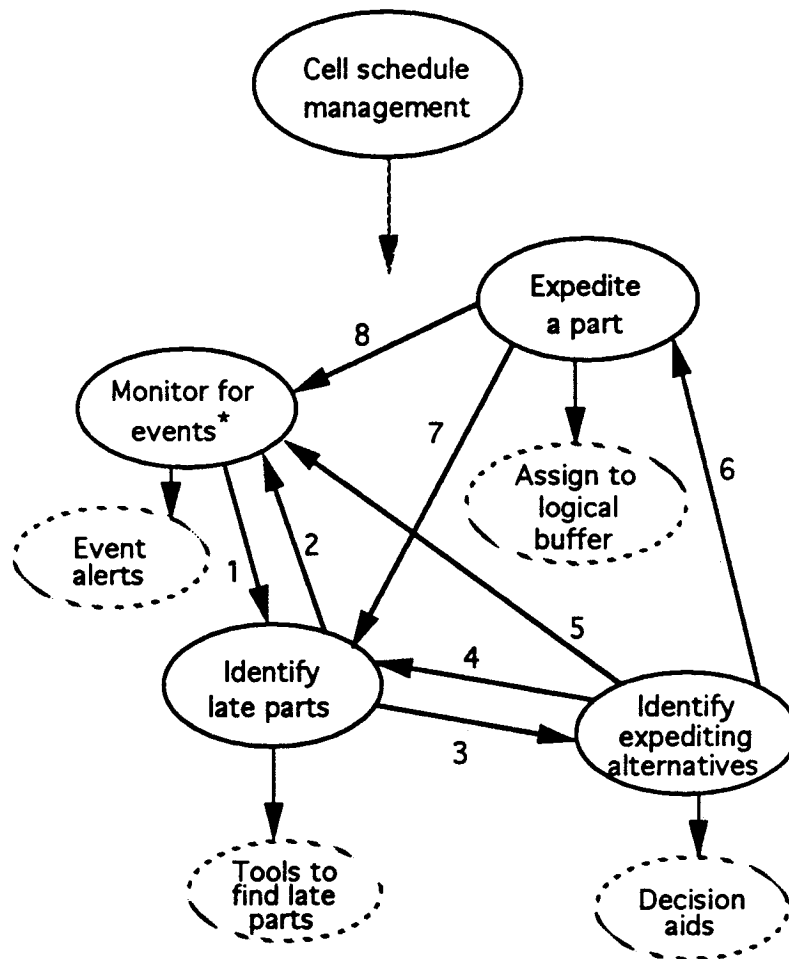 Cell schedule
management
Expedite
a part
8
Monitor for
events*
7
6
Assign to
logical
buffer
Event
alerts
1
2
5
4
Identify
late parts
3
Identify
expediting
alternatives
Tools to
find late
parts
Decision
aids